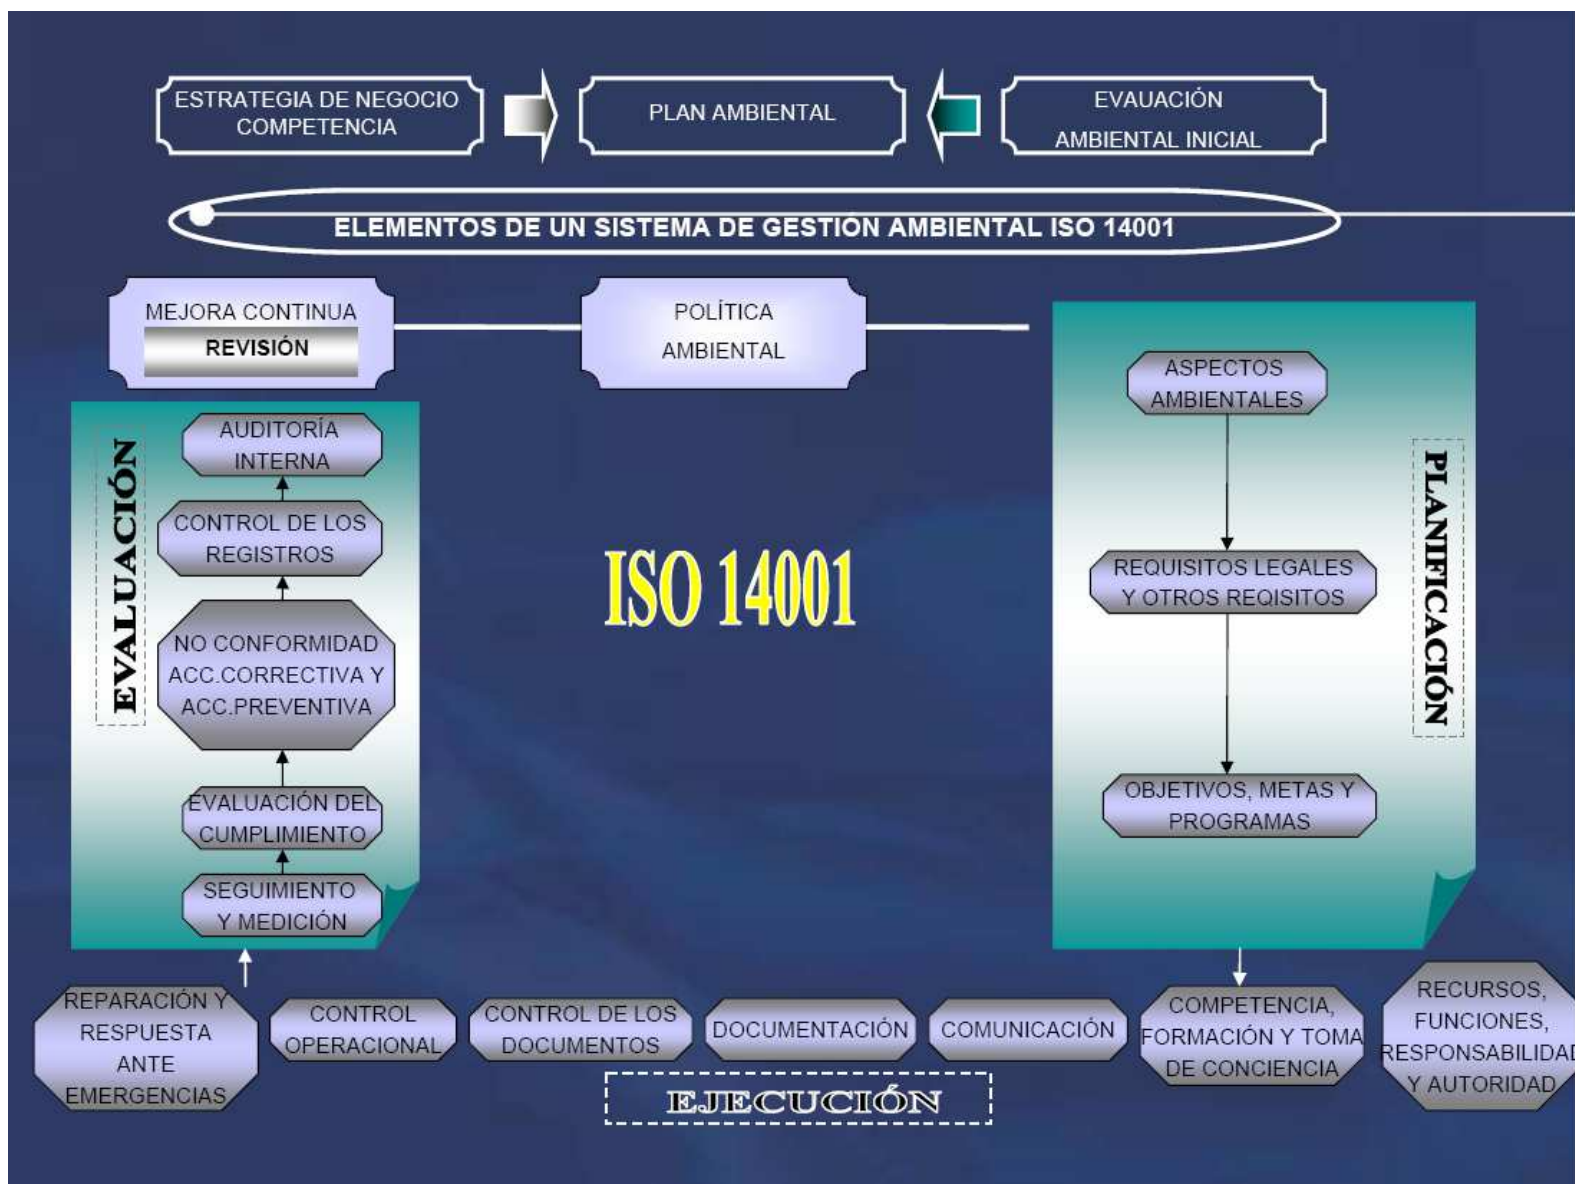 ESTRATEGIA DE NEGOCIO
COMPETENCIA
PLAN AMBIENTAL
EVAUACIÓN
AMBIENTAL INICIAL
ELEMENTOS DE UN SISTEMA DE GESTIÓN AMBIENTAL ISO 14001
MEJORA CONTINUA
REVISIÓN
POLÍTICA
AMBIENTAL
EVALUACIÓN
AUDITORÍA
INTERNA
CONTROL DE LOS
REGISTROS
NO CONFORMIDAD
ACC.CORRECTIVA Y
ACC.PREVENTIVA
EVALUACIÓN DEL
CUMPLIMIENTO
SEGUIMIENTO
Y MEDICIÓN
ISO 14001
ASPECTOS
AMBIENTALES
REQUISITOS LEGALES
Y OTROS REQISITOS
OBJETIVOS, METAS Y
PROGRAMAS
PLANIFICACIÓN
REPARACIÓN Y
RESPUESTA
ANTE
EMERGENCIAS
CONTROL
OPERACIONAL
CONTROL DE LOS
DOCUMENTOS
DOCUMENTACIÓN
COMUNICACIÓN
COMPETENCIA,
FORMACIÓN Y TOMA
DE CONCIENCIA
RECURSOS,
FUNCIONES,
RESPONSABILIDAD
Y AUTORIDAD
EJECUCIÓN